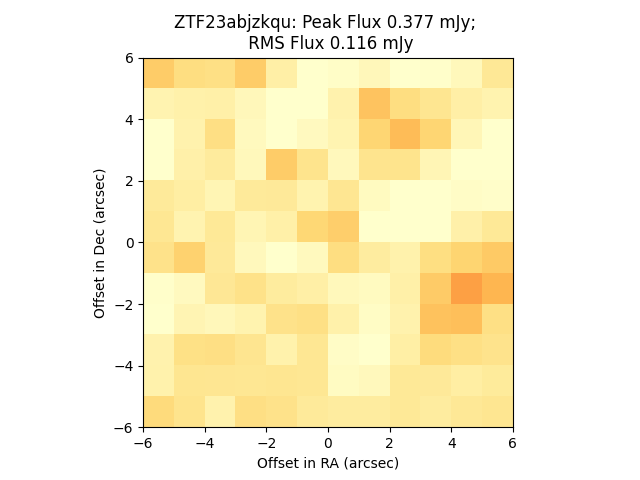 ZTF23abjzkqu: Peak Flux 0.377 mJy;
RMS Flux 0.116 mJy
6
4
2
0
−2
−4
−6
Offset in Dec (arcsec)
−6 −4 −2 0 2 4 6
Offset in RA (arcsec)